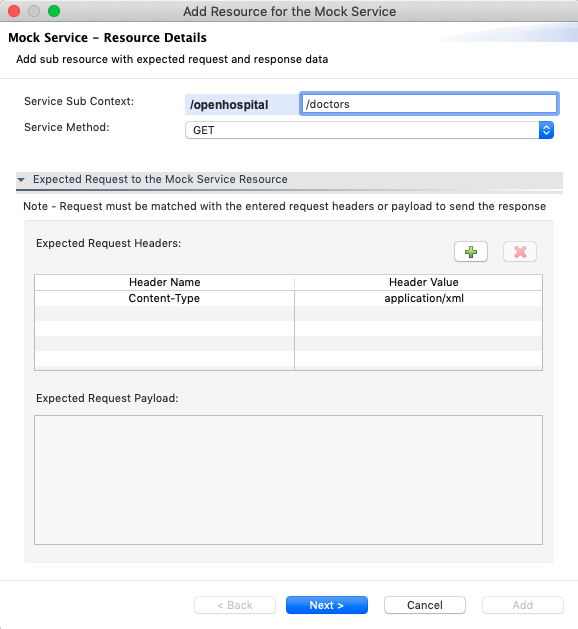 Add Resource for the Mock Service
Mock Service – Resource Details
Add sub resource with expected request and response data
Service Sub Context: /openhospital /doctors
Service Method: GET
Expected Request to the Mock Service Resource
Note - Request must be matched with the entered request headers or payload to send the response
Expected Request Headers:
Header Name Header Value
Content-Type application/xml
Expected Request Payload:
< Back Next > Cancel Add